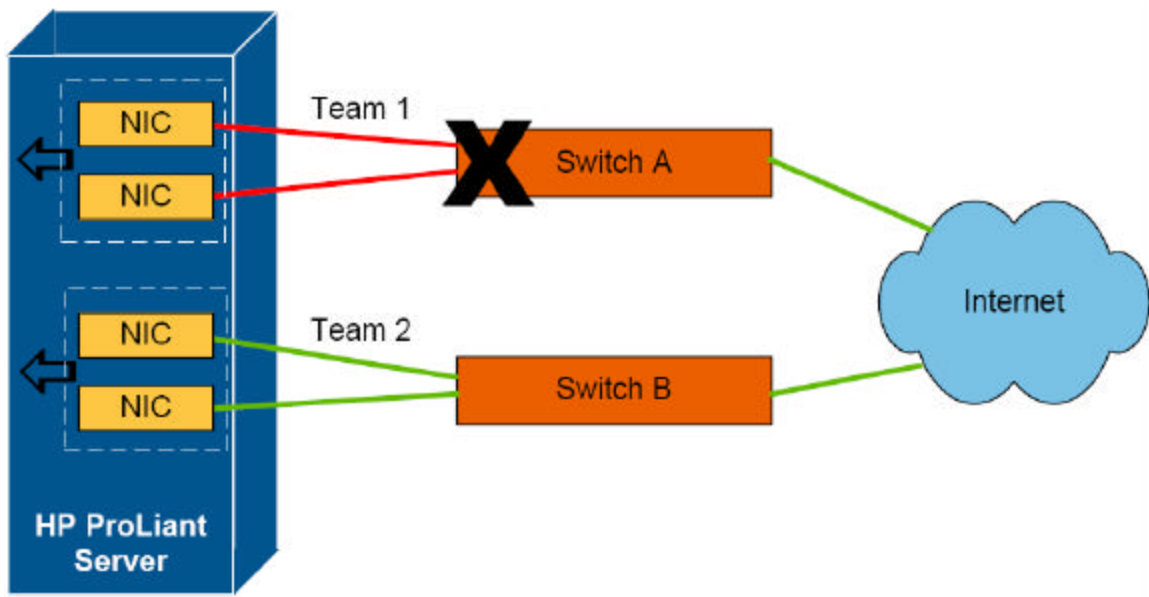 Team 1
NIC
NIC
Switch A
Internet
Team 2
NIC
NIC
Switch B
HP ProLiant
Server